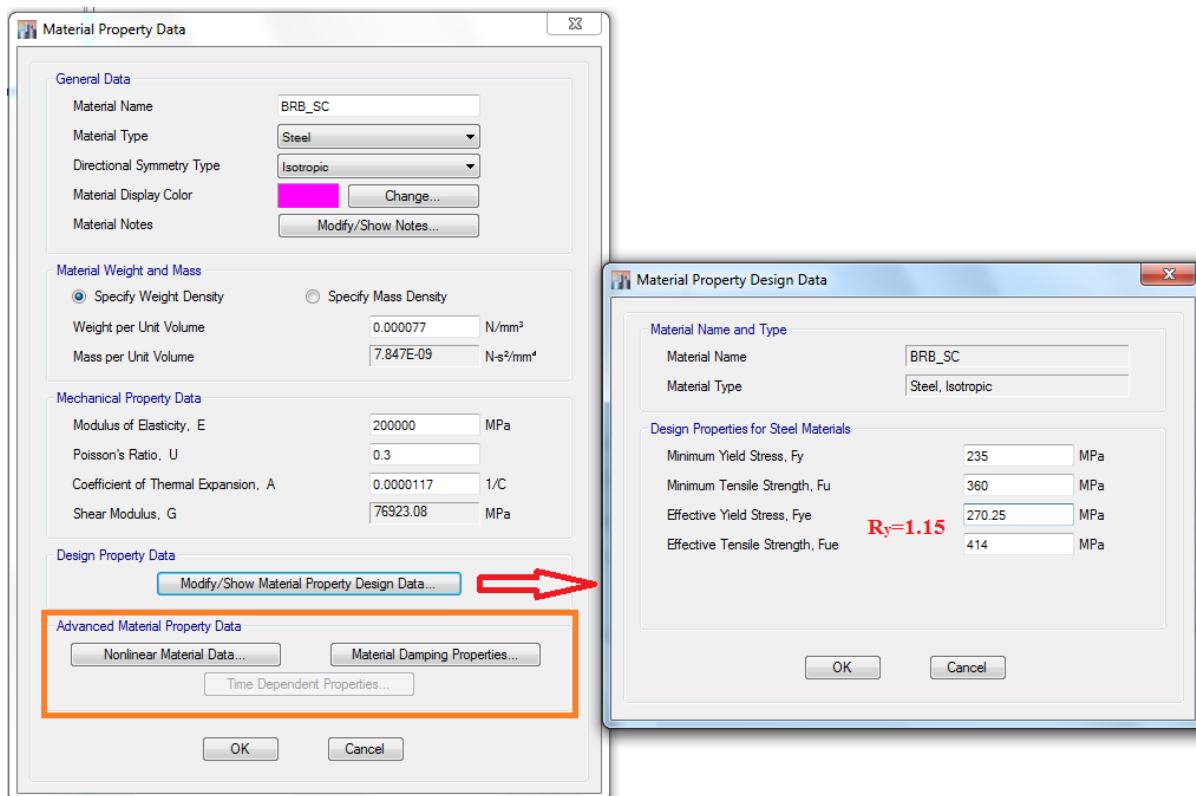 Material Property Data
General Data
Material Name BRB_SC
Material Type Steel
Directional Symmetry Type Isotropic
Material Display Color Change...
Material Notes Modify/Show Notes...
Material Weight and Mass
Specify Weight Density Specify Mass Density
Weight per Unit Volume 0.000077 N/mm³
Mass per Unit Volume 7.847E-09 N-s²/mm⁴
Mechanical Property Data
Modulus of Elasticity, E 200000 MPa
Poisson's Ratio, U 0.3
Coefficient of Thermal Expansion, A 0.0000117 1/C
Shear Modulus, G 76923.08 MPa
Design Property Data
Modify/Show Material Property Design Data...
Advanced Material Property Data
Nonlinear Material Data... Material Damping Properties...
Time Dependent Properties...
OK Cancel
Material Property Design Data
Material Name and Type
Material Name BRB_SC
Material Type Steel, Isotropic
Design Properties for Steel Materials
Minimum Yield Stress, Fy 235 MPa
Minimum Tensile Strength, Fu 360 MPa
Effective Yield Stress, Fye 270.25 MPa
Ry=1.15
Effective Tensile Strength, Fue 414 MPa
OK Cancel